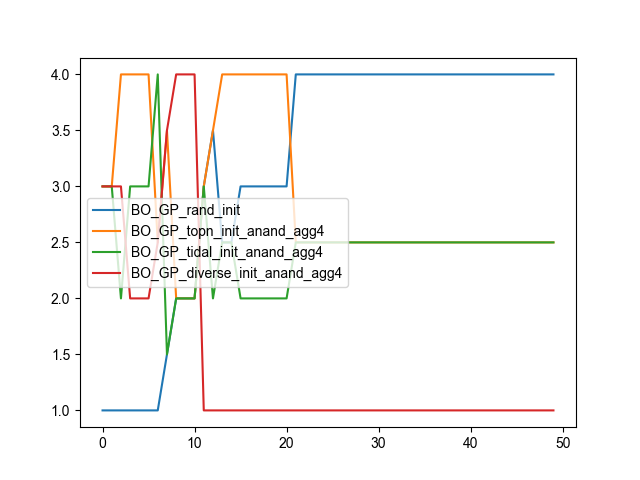 4.0
3.5
3.0
2.5
2.0
1.5
1.0
BO_GP_rand_init
BO_GP_topn_init_anand_agg4
BO_GP_tidal_init_anand_agg4
BO_GP_diverse_init_anand_agg4
0 10 20 30 40 50